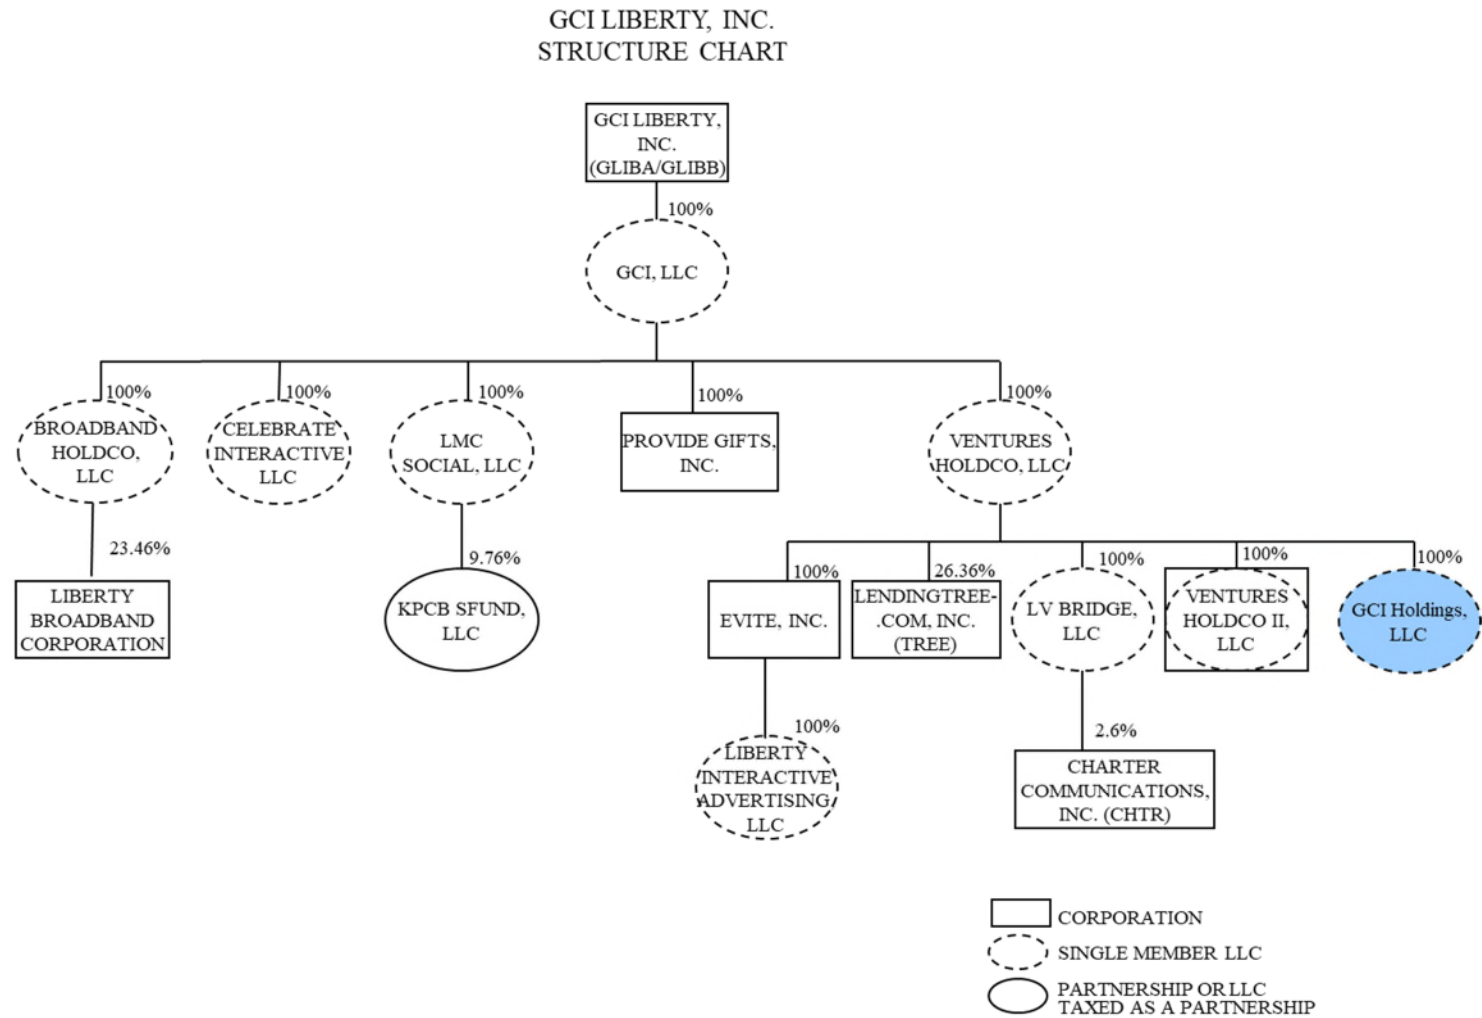 GCI LIBERTY, INC.
STRUCTURE CHART
GCI LIBERTY,
INC.
(GLIBA/GLIBB)
100%
GCI, LLC
100%
BROADBAND
HOLDCO,
LLC
100%
CELEBRATE
INTERACTIVE
LLC
100%
LMC
SOCIAL, LLC
100%
PROVIDE GIFTS,
INC.
100%
VENTURES
HOLDCO, LLC
23.46%
LIBERTY
BROADBAND
CORPORATION
9.76%
KPCB SFUND,
LLC
100%
EVITE, INC.
26.36%
LENDINGTREE-
.COM, INC.
(TREE)
100%
LV BRIDGE,
LLC
100%
VENTURES
HOLDCO II,
LLC
100%
GCI Holdings,
LLC
100%
LIBERTY
INTERACTIVE
ADVERTISING,
LLC
2.6%
CHARTER
COMMUNICATIONS,
INC. (CHTR)
CORPORATION
SINGLE MEMBER LLC
PARTNERSHIP OR LLC
TAXED AS A PARTNERSHIP